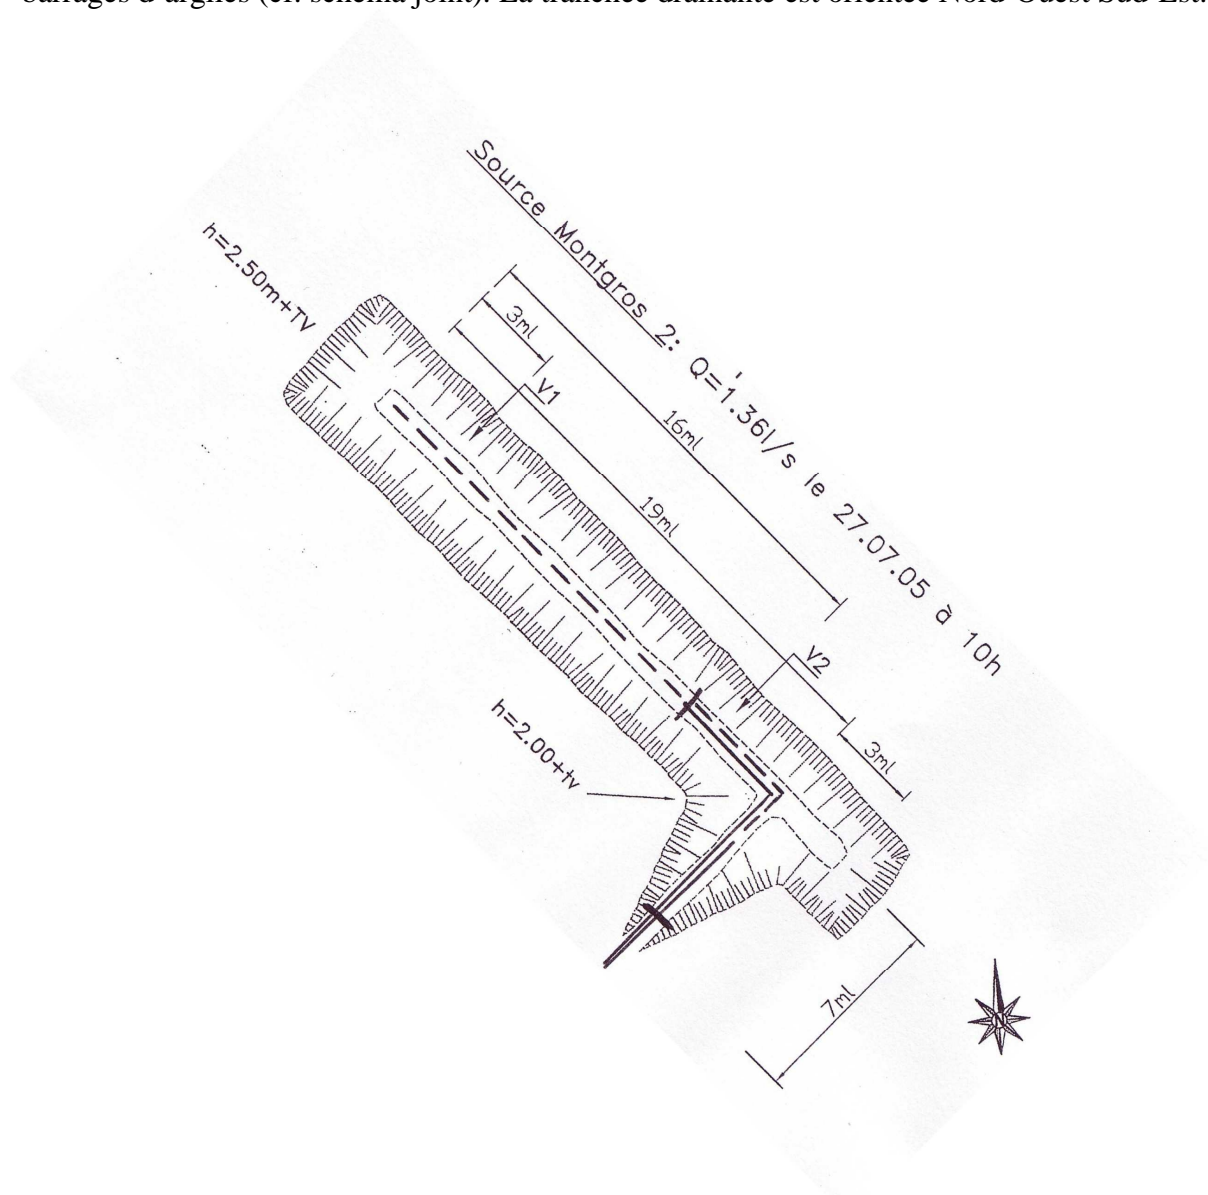 barrages d'argiles (cf. schéma joint). La tranchée drainante est orientée Nord-Ouest Sud-Est.
Source Montgros 2: Q=1.36l/s le 27.07.05 à 10h
h=2.50m+TV
3ml
V1
16ml
19ml
V2
h=2.00+tv
3ml
7ml
N